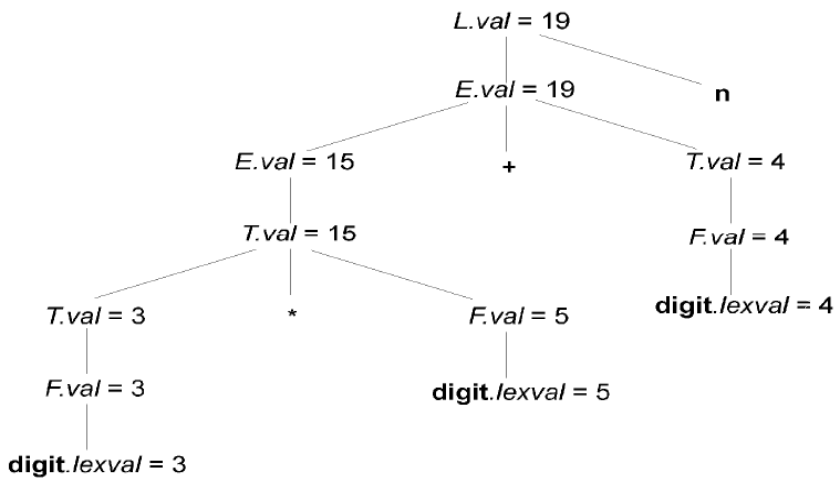 L.val = 19
E.val = 19
n
E.val = 15
+
T.val = 4
T.val = 15
F.val = 4
T.val = 3
*
F.val = 5
digit.lexval = 4
F.val = 3
digit.lexval = 5
digit.lexval = 3